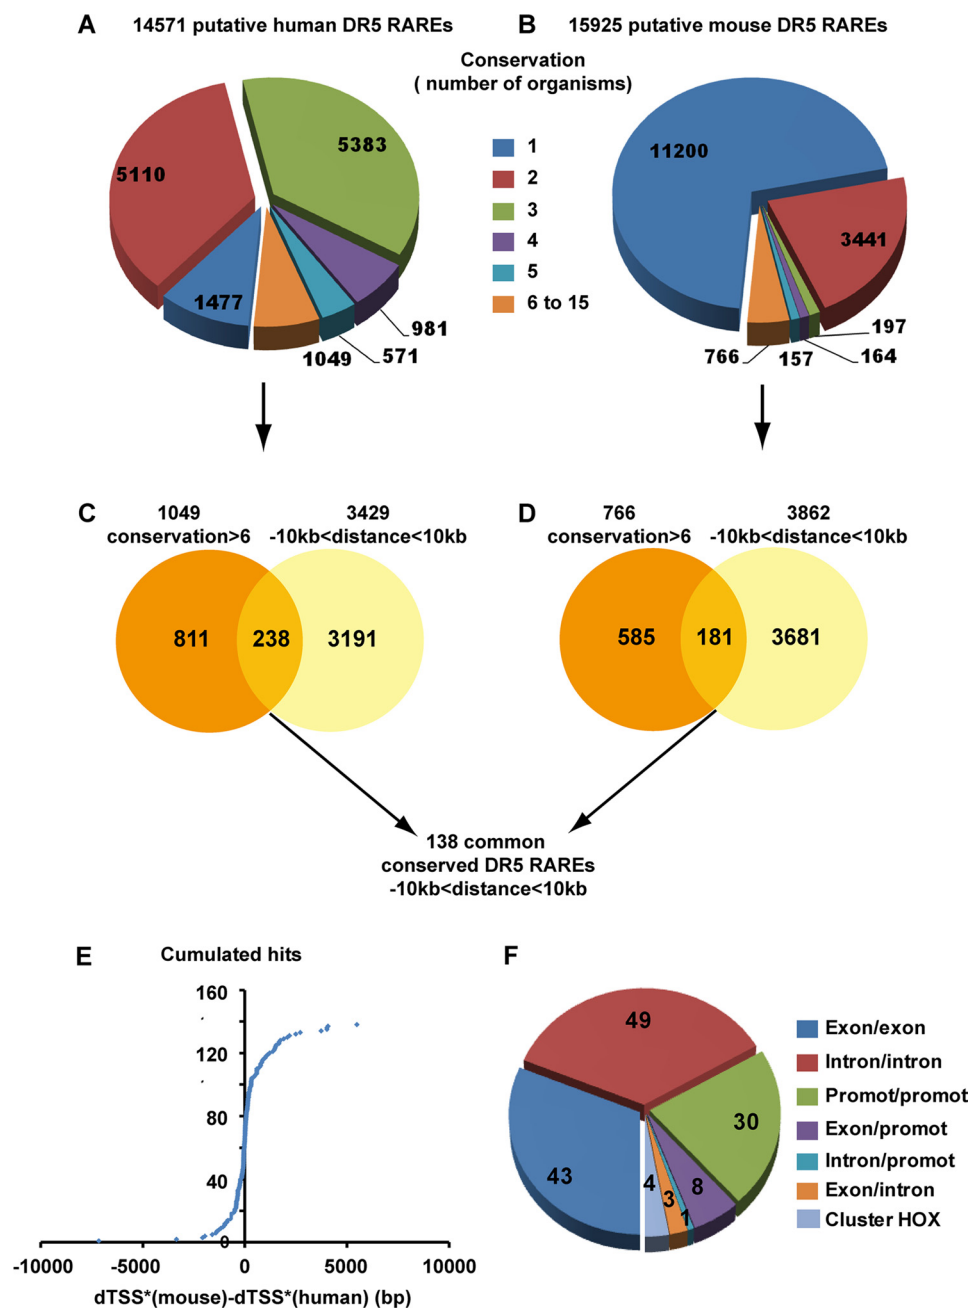 A 14571 putative human DR5 RAREs
B 15925 putative mouse DR5 RAREs
Conservation
( number of organisms)
1
2
3
4
5
6 to 15
5383
5110
1477
1049
571
981
11200
3441
197
164
157
766
C 1049 conservation>6
3429 -10kb<distance<10kb
811
238
3191
D 766 conservation>6
3862 -10kb<distance<10kb
585
181
3681
138 common
conserved DR5 RAREs
-10kb<distance<10kb
E Cumulated hits
160
120
80
40
0
-10000 -5000 0 5000 10000
dTSS*(mouse)-dTSS*(human) (bp)
F
49
30
43
8
1
3
4
Exon/exon
Intron/intron
Promot/promot
Exon/promot
Intron/promot
Exon/intron
Cluster HOX